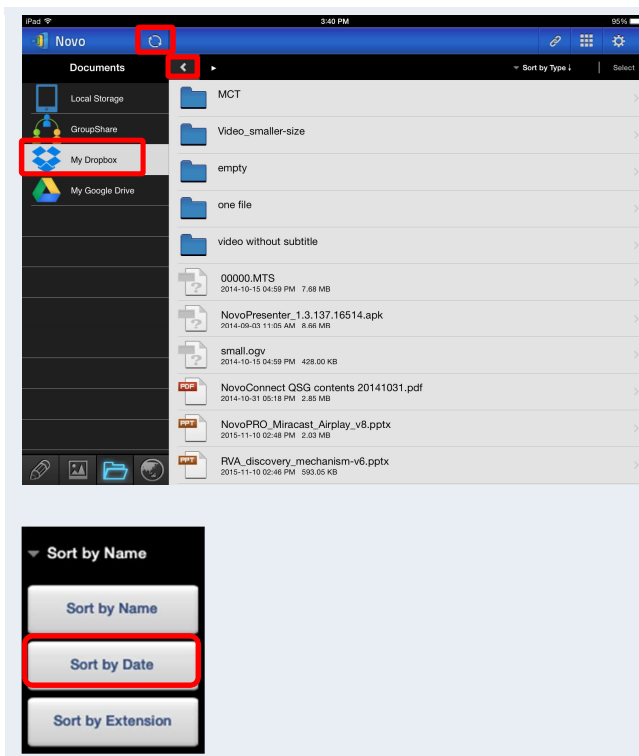 iPad 3:40 PM 95%
Novo
Documents Sort by Type↓ Select
Local Storage
GroupShare
My Dropbox
My Google Drive
MCT
Video_smaller-size
empty
one file
video without subtitle
00000.MTS
2014-10-15 04:59 PM 7.68 MB
NovoPresenter_1.3.137.16514.apk
2014-09-03 11:05 AM 8.66 MB
small.ogv
2014-10-15 04:59 PM 428.00 KB
PDF NovoConnect QSG contents 20141031.pdf
2014-10-31 05:18 PM 2.85 MB
PPT NovoPRO_Miracast_Airplay_v8.pptx
2015-11-10 02:48 PM 2.03 MB
PPT RVA_discovery_mechanism-v6.pptx
2015-11-10 02:46 PM 593.05 KB
Sort by Name
Sort by Name
Sort by Date
Sort by Extension